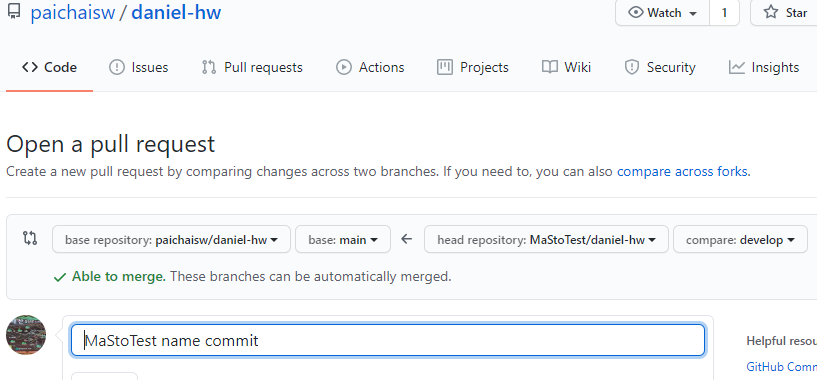 paichaisw / daniel-hw
Watch 1 Star
Code Issues Pull requests Actions Projects Wiki Security Insights
Open a pull request
Create a new pull request by comparing changes across two branches. If you need to, you can also compare across forks.
base repository: paichaisw/daniel-hw base: main head repository: MaStoTest/daniel-hw compare: develop
Able to merge. These branches can be automatically merged.
MaStoTest name commit
Helpful
GitHub